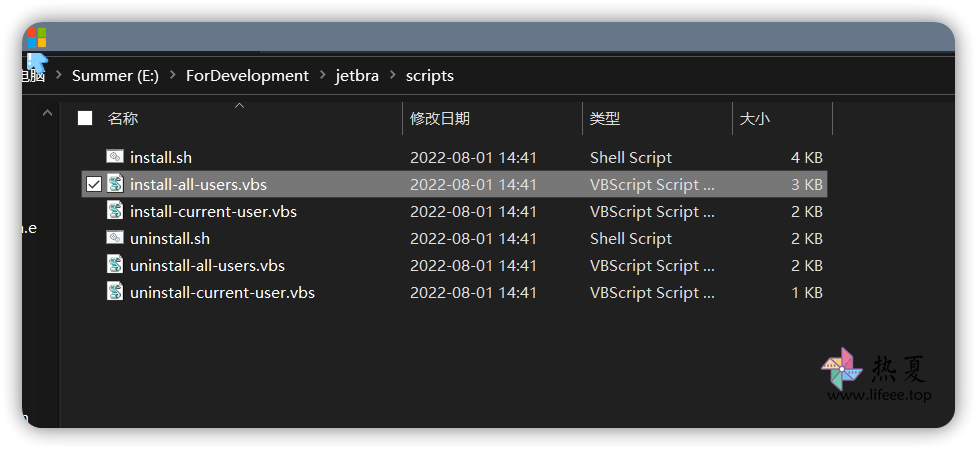 电脑 › Summer (E:) › ForDevelopment › jetbra › scripts
名称 修改日期 类型 大小
install.sh 2022-08-01 14:41 Shell Script 4 KB
install-all-users.vbs 2022-08-01 14:41 VBScript Script ... 3 KB
install-current-user.vbs 2022-08-01 14:41 VBScript Script ... 2 KB
uninstall.sh 2022-08-01 14:41 Shell Script 2 KB
uninstall-all-users.vbs 2022-08-01 14:41 VBScript Script ... 2 KB
uninstall-current-user.vbs 2022-08-01 14:41 VBScript Script ... 1 KB
热夏
www.lifeee.top